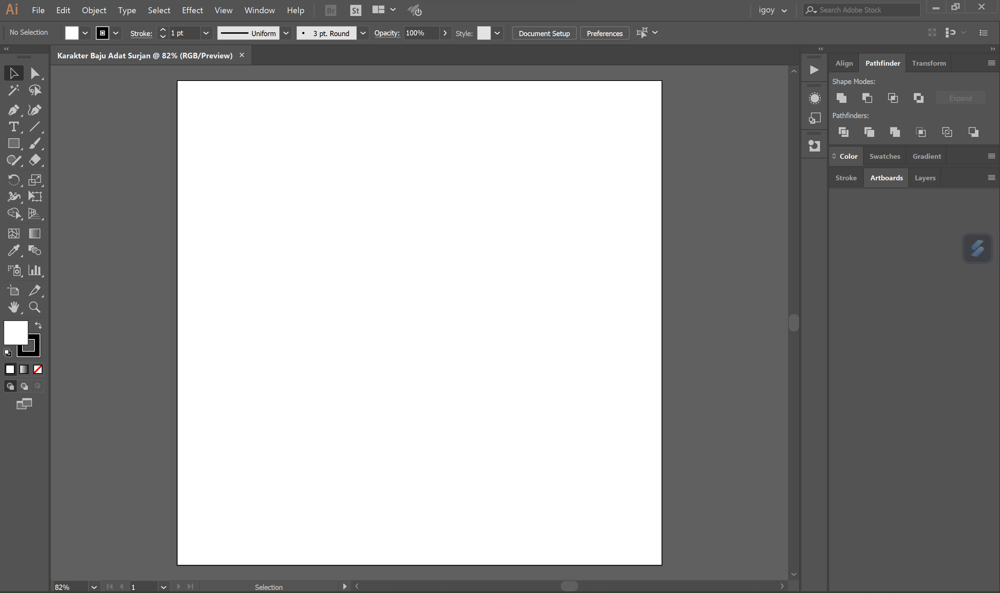 Ai File Edit Object Type Select Effect View Window Help Br St igoy Search Adobe Stock
No Selection Stroke: 1 pt Uniform 3 pt. Round Opacity: 100% Style: Document Setup Preferences
Karakter Baju Adat Surjan @ 82% (RGB/Preview)
Align Pathfinder Transform
Shape Modes:
Expand
Pathfinders:
Color Swatches Gradient
Stroke Artboards Layers
82% 1 Selection